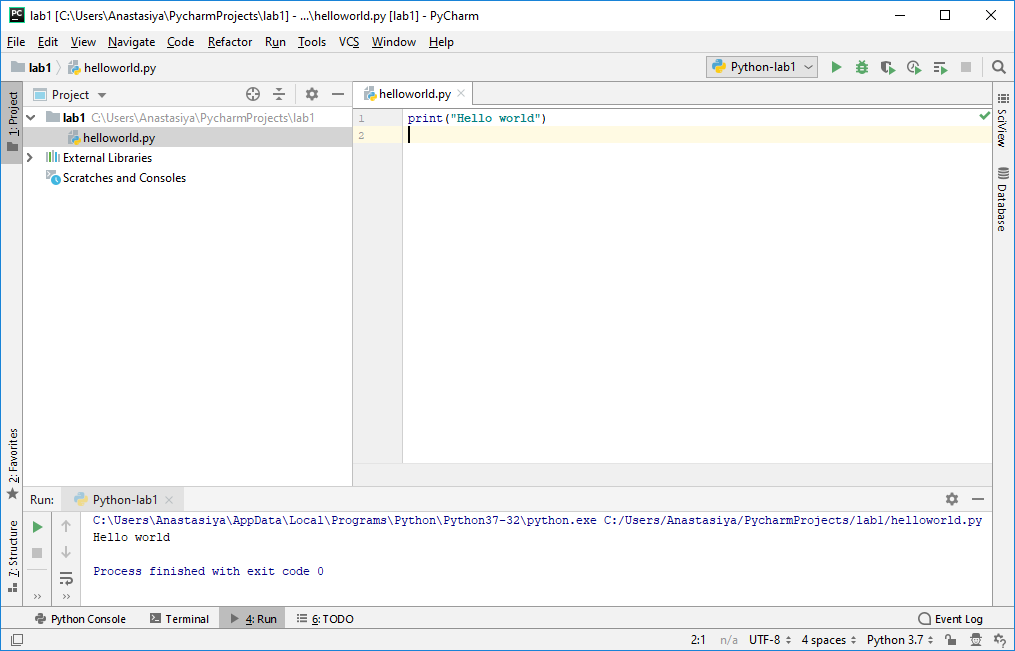 PC lab1 [C:\Users\Anastasiya\PycharmProjects\lab1] - ...\helloworld.py [lab1] - PyCharm
File Edit View Navigate Code Refactor Run Tools VCS Window Help
lab1 helloworld.py Python-lab1
1: Project
Project
helloworld.py
lab1 C:\Users\Anastasiya\PycharmProjects\lab1
helloworld.py
External Libraries
Scratches and Consoles
1 print("Hello world")
2
SciView
Database
2: Favorites
7: Structure
Run: Python-lab1
C:\Users\Anastasiya\AppData\Local\Programs\Python\Python37-32\python.exe C:/Users/Anastasiya/PycharmProjects/lab1/helloworld.py
Hello world
Process finished with exit code 0
Python Console Terminal 4: Run 6: TODO Event Log
2:1 n/a UTF-8 4 spaces Python 3.7